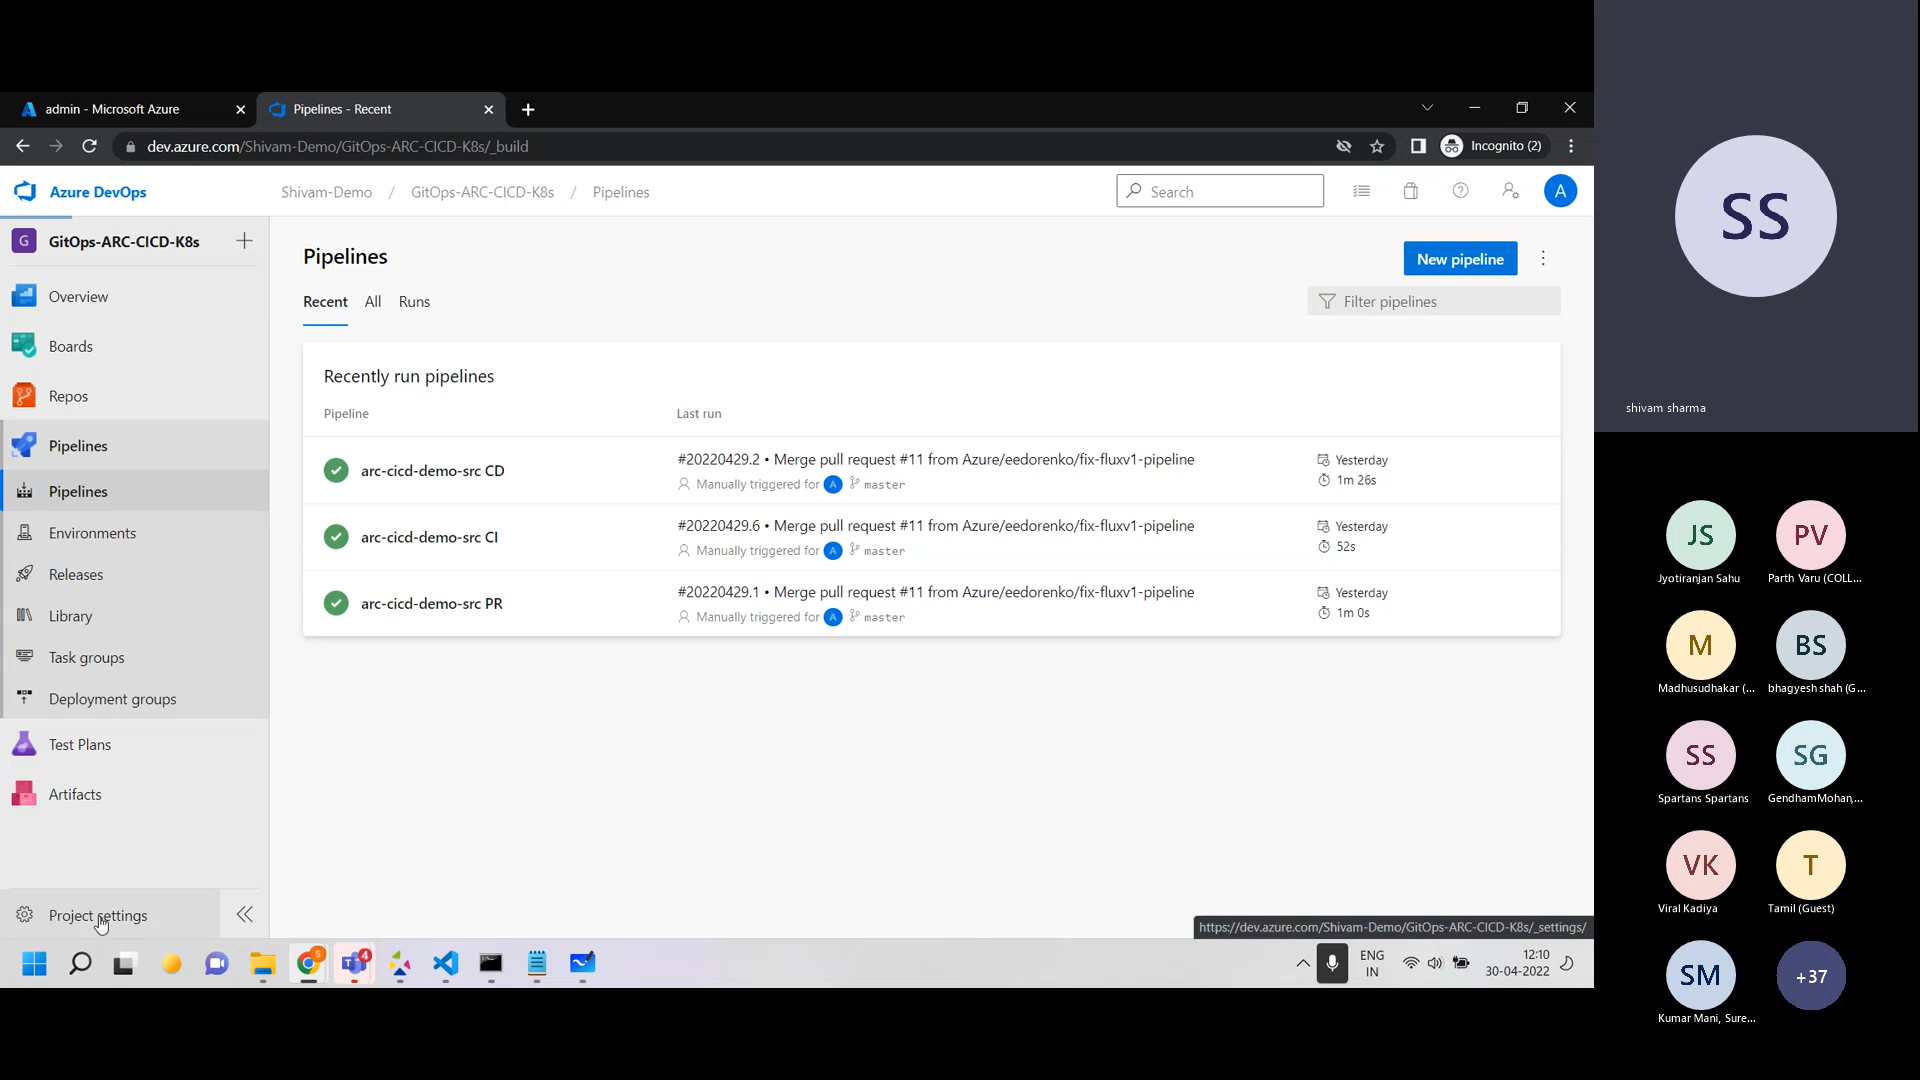 admin - Microsoft Azure
Pipelines - Recent
dev.azure.com/Shivam-Demo/GitOps-ARC-CICD-K8s/_build
Incognito (2)
Azure DevOps
Shivam-Demo / GitOps-ARC-CICD-K8s / Pipelines
Search
A
G GitOps-ARC-CICD-K8s
Overview
Boards
Repos
Pipelines
Pipelines
Environments
Releases
Library
Task groups
Deployment groups
Test Plans
Artifacts
Project settings
Pipelines
New pipeline
Recent All Runs
Filter pipelines
Recently run pipelines
Pipeline Last run
arc-cicd-demo-src CD
#20220429.2 • Merge pull request #11 from Azure/eedorenko/fix-fluxv1-pipeline
Manually triggered for A master
Yesterday
1m 26s
arc-cicd-demo-src CI
#20220429.6 • Merge pull request #11 from Azure/eedorenko/fix-fluxv1-pipeline
Manually triggered for A master
Yesterday
52s
arc-cicd-demo-src PR
#20220429.1 • Merge pull request #11 from Azure/eedorenko/fix-fluxv1-pipeline
Manually triggered for A master
Yesterday
1m 0s
https://dev.azure.com/Shivam-Demo/GitOps-ARC-CICD-K8s/_settings/
S
4
ENG
IN
12:10
30-04-2022
SS
shivam sharma
JS
Jyotiranjan Sahu
PV
Parth Varu (COLL...
M
Madhusudhakar (...
BS
bhagyesh shah (G...
SS
Spartans Spartans
SG
GendhamMohan,...
VK
Viral Kadiya
T
Tamil (Guest)
SM
Kumar Mani, Sure...
+37